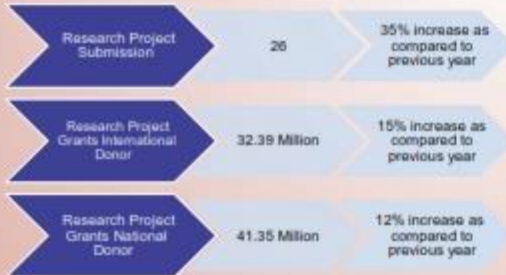 Research Project
Submission
26
35% increase as
compared to
previous year
Research Project
Grants International
Donor
32.39 Million
15% increase as
compared to
previous year
Research Project
Grants National
Donor
41.35 Million
12% increase as
compared to
previous year